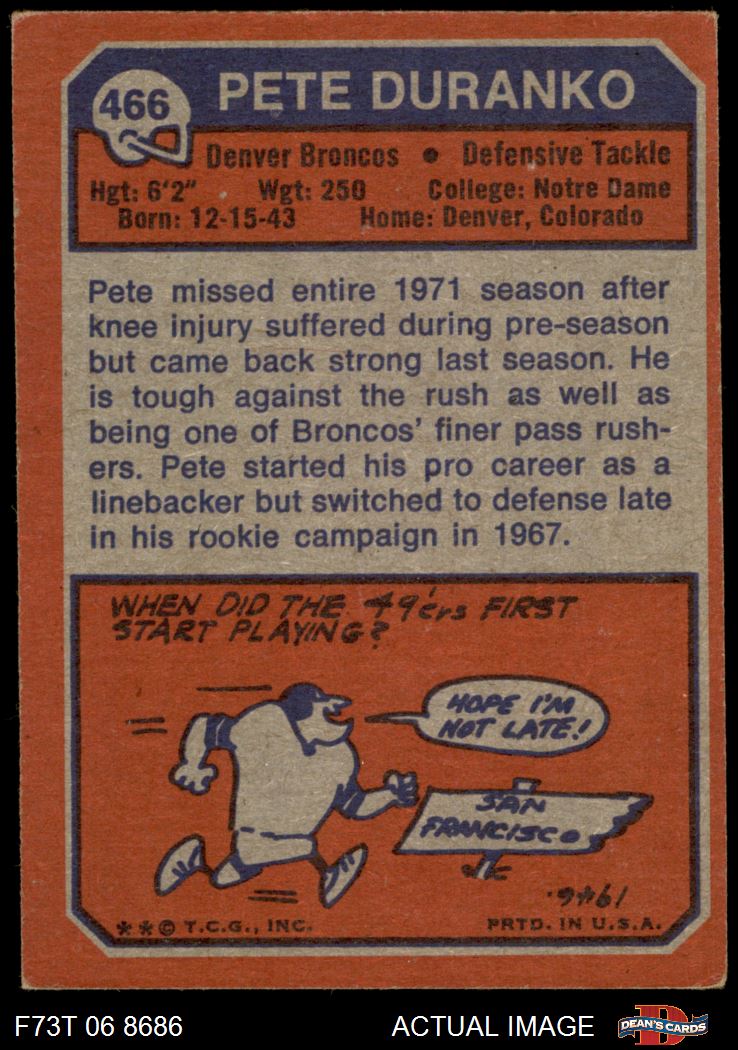 466
PETE DURANKO
Denver Broncos • Defensive Tackle
Hgt: 6'2" Wgt: 250 College: Notre Dame
Born: 12-15-43 Home: Denver, Colorado
Pete missed entire 1971 season after
knee injury suffered during pre-season
but came back strong last season. He
is tough against the rush as well as
being one of Broncos' finer pass rush-
ers. Pete started his pro career as a
linebacker but switched to defense late
in his rookie campaign in 1967.
WHEN DID THE 49'ers FIRST
START PLAYING?
HOPE I'M
NOT LATE!
SAN
FRANCISCO
1946.
**© T.C.G., INC. PRTD. IN U.S.A.
F73T 06 8686 ACTUAL IMAGE
D
DEAN'S CARDS